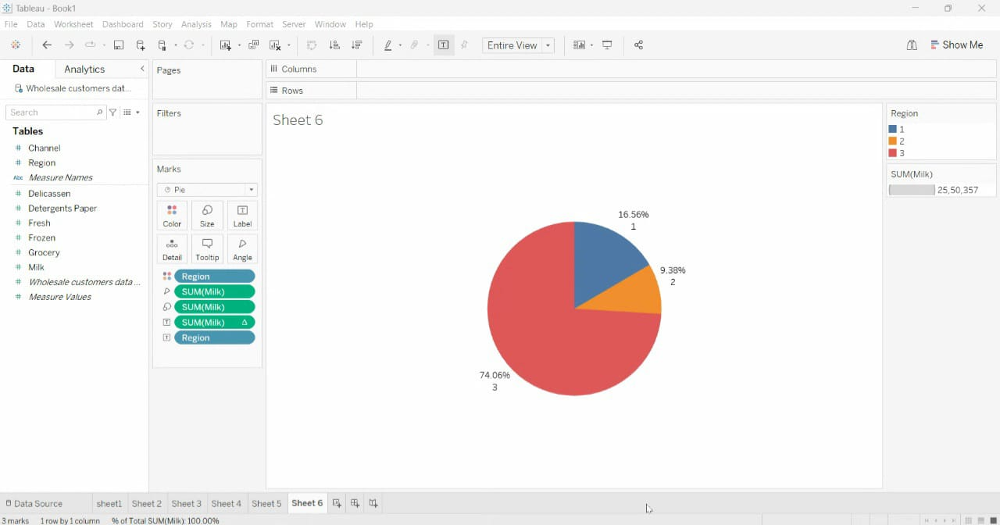 Tableau - Book1
File Data Worksheet Dashboard Story Analysis Map Format Server Window Help
Entire View
Show Me
Data Analytics
Wholesale customers dat...
Search
Tables
# Channel
# Region
Abc Measure Names
# Delicassen
# Detergents Paper
# Fresh
# Frozen
# Grocery
# Milk
# Wholesale customers data ...
# Measure Values
Pages
Filters
Marks
Pie
Color Size Label
Detail Tooltip Angle
Region
SUM(Milk)
SUM(Milk)
SUM(Milk) Δ
Region
Columns
Rows
Sheet 6
16.56%
1
9.38%
2
74.06%
3
Region
1
2
3
SUM(Milk)
25,50,357
Data Source sheet1 Sheet 2 Sheet 3 Sheet 4 Sheet 5 Sheet 6
3 marks 1 row by 1 column % of Total SUM(Milk): 100.00%